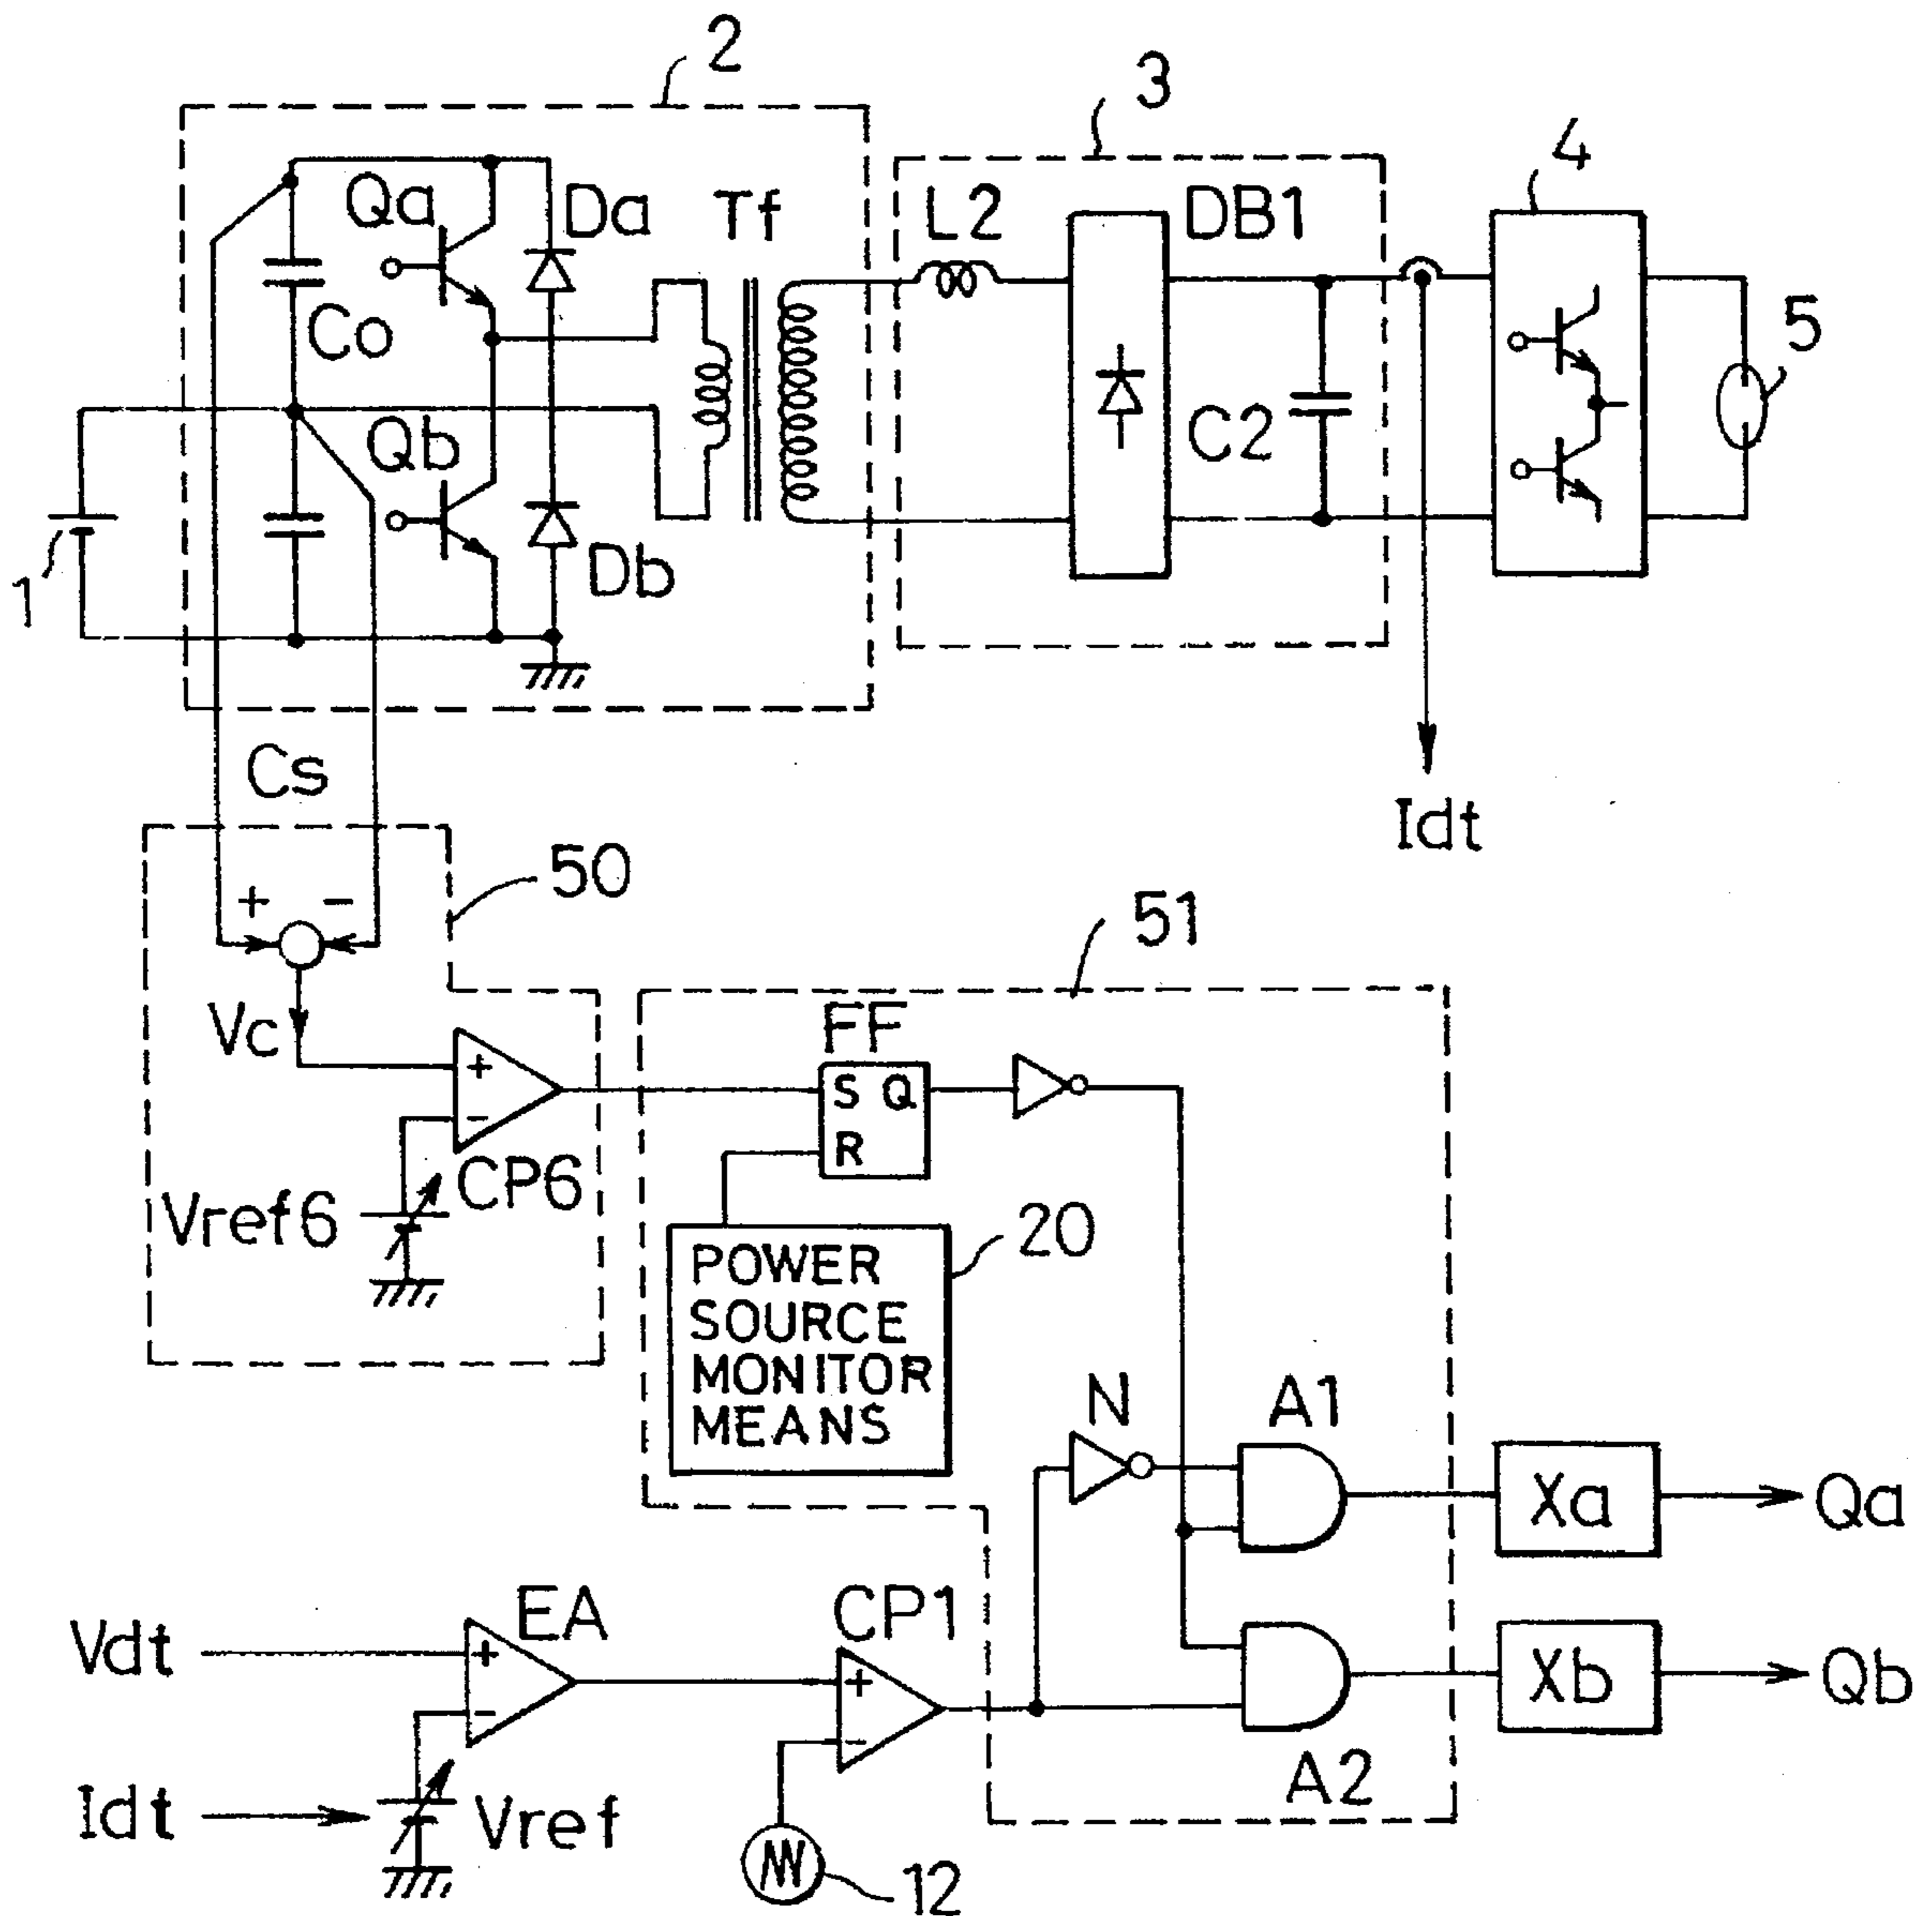 2
3
4
Qa
Da
Tf
L2
DB1
Co
5
Qb
C2
1
Db
Cs
Idt
50
+
-
51
Vc
FF
+
S Q
-
R
CP6
Vref6
20
POWER
SOURCE
MONITOR
MEANS
N
A1
Xa
Qa
EA
CP1
Vdt
+
+
Xb
Qb
-
-
A2
Idt
Vref
12